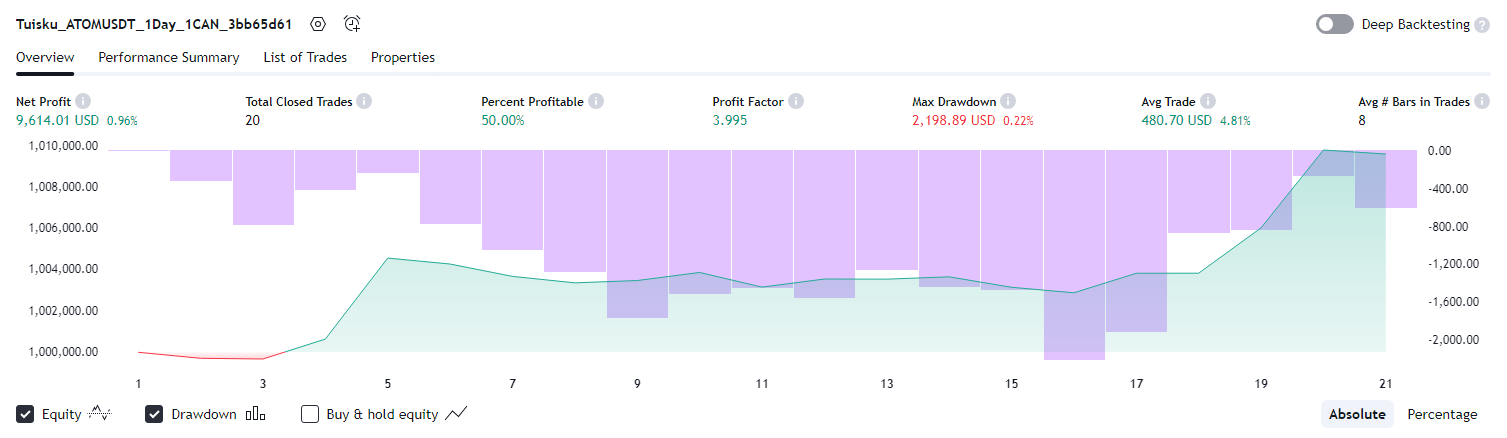 Tuisku_ATOMUSDT_1Day_1CAN_3bb65d61 Deep Backtesting ?
Overview Performance Summary List of Trades Properties
Net Profit Total Closed Trades Percent Profitable Profit Factor Max Drawdown Avg Trade Avg # Bars in Trades
9,614.01 USD 0.96% 20 50.00% 3.995 2,198.89 USD 0.22% 480.70 USD 4.81% 8
1,010,000.00 0.00
1,008,000.00 -400.00
1,006,000.00 -800.00
1,004,000.00 -1,200.00
1,002,000.00 -1,600.00
1,000,000.00 -2,000.00
1 3 5 7 9 11 13 15 17 19 21
Equity Drawdown Buy & hold equity Absolute Percentage